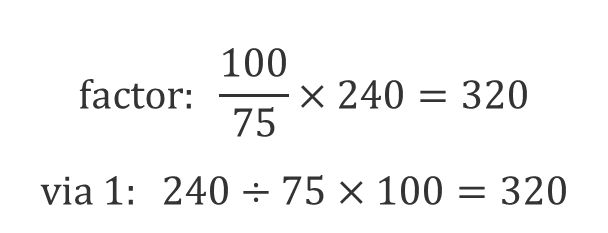 factor: 100/75 × 240 = 320
via 1: 240 ÷ 75 × 100 = 320